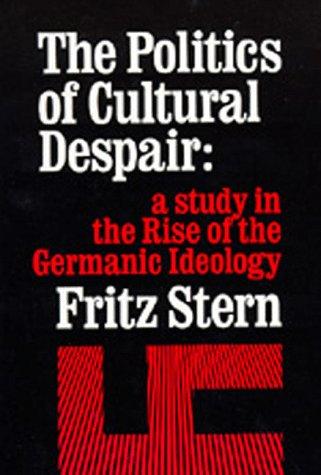 The Politics
of Cultural
Despair:
a study in
the Rise of the
Germanic Ideology
Fritz Stern